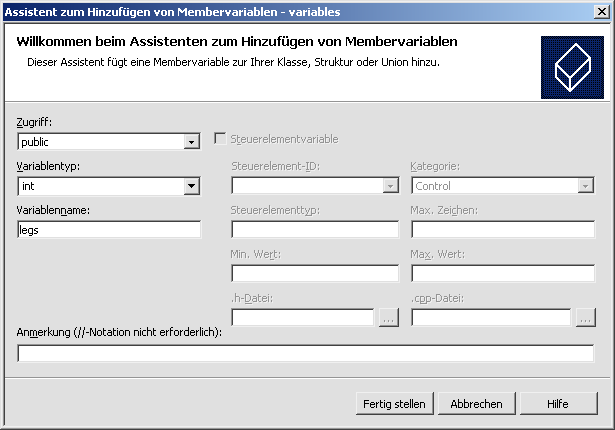 Assistent zum Hinzufügen von Membervariablen - variables
Willkommen beim Assistenten zum Hinzufügen von Membervariablen
Dieser Assistent fügt eine Membervariable zur Ihrer Klasse, Struktur oder Union hinzu.
Zugriff:
public
Steuerelementvariable
Variablentyp:
Steuerelement-ID:
Kategorie:
int
Control
Variablenname:
Steuerelementtyp:
Max. Zeichen:
legs
Min. Wert:
Max. Wert:
.h-Datei:
.cpp-Datei:
...
...
Anmerkung (//-Notation nicht erforderlich):
Fertig stellen
Abbrechen
Hilfe